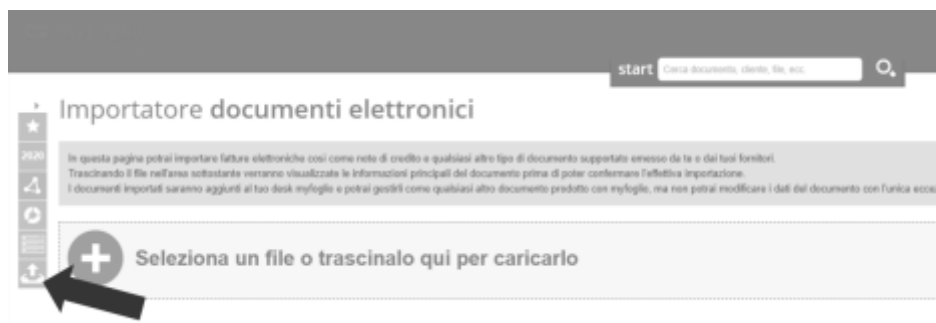 start Cerca documento, cliente, file, ecc.
Importatore documenti elettronici
2020
In questa pagina potrai importare fatture elettroniche così come note di credito e qualsiasi altro tipo di documento supportato emesso da te o dai tuoi fornitori.
Trascinando il file nell'area sottostante verranno visualizzate le informazioni principali del documento prima di poter confermare l'effettiva importazione.
I documenti importati saranno aggiunti al tuo desk myfoglio e potrai gestirli come qualsiasi altro documento prodotto con myfoglio, ma non potrai modificare i dati del documento con l'unica ecce
Seleziona un file o trascinalo qui per caricarlo